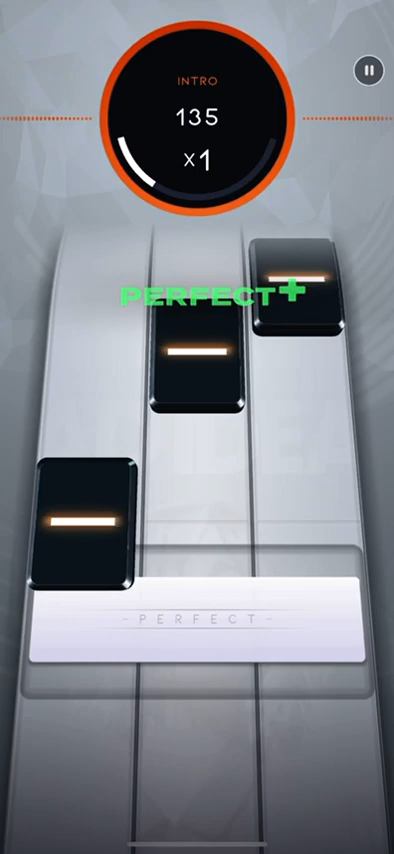 INTRO
135
x1
PERFECT+
- PERFECT -